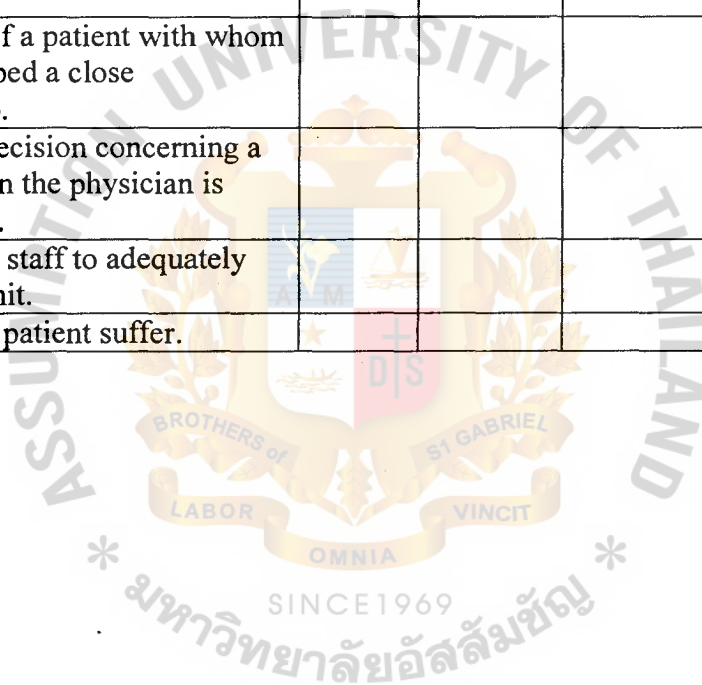 f a patient with whom
ped a close
.
ecision concerning a
n the physician is
.
staff to adequately
nit.
patient suffer.
ASSUMPTION UNIVERSITY OF THAILAND
A M
D S
BROTHERS of ST GABRIEL
LABOR
OMNIA
VINCIT
SINCE1969
* มหาวิทยาลัยอัสสัมชัญ *